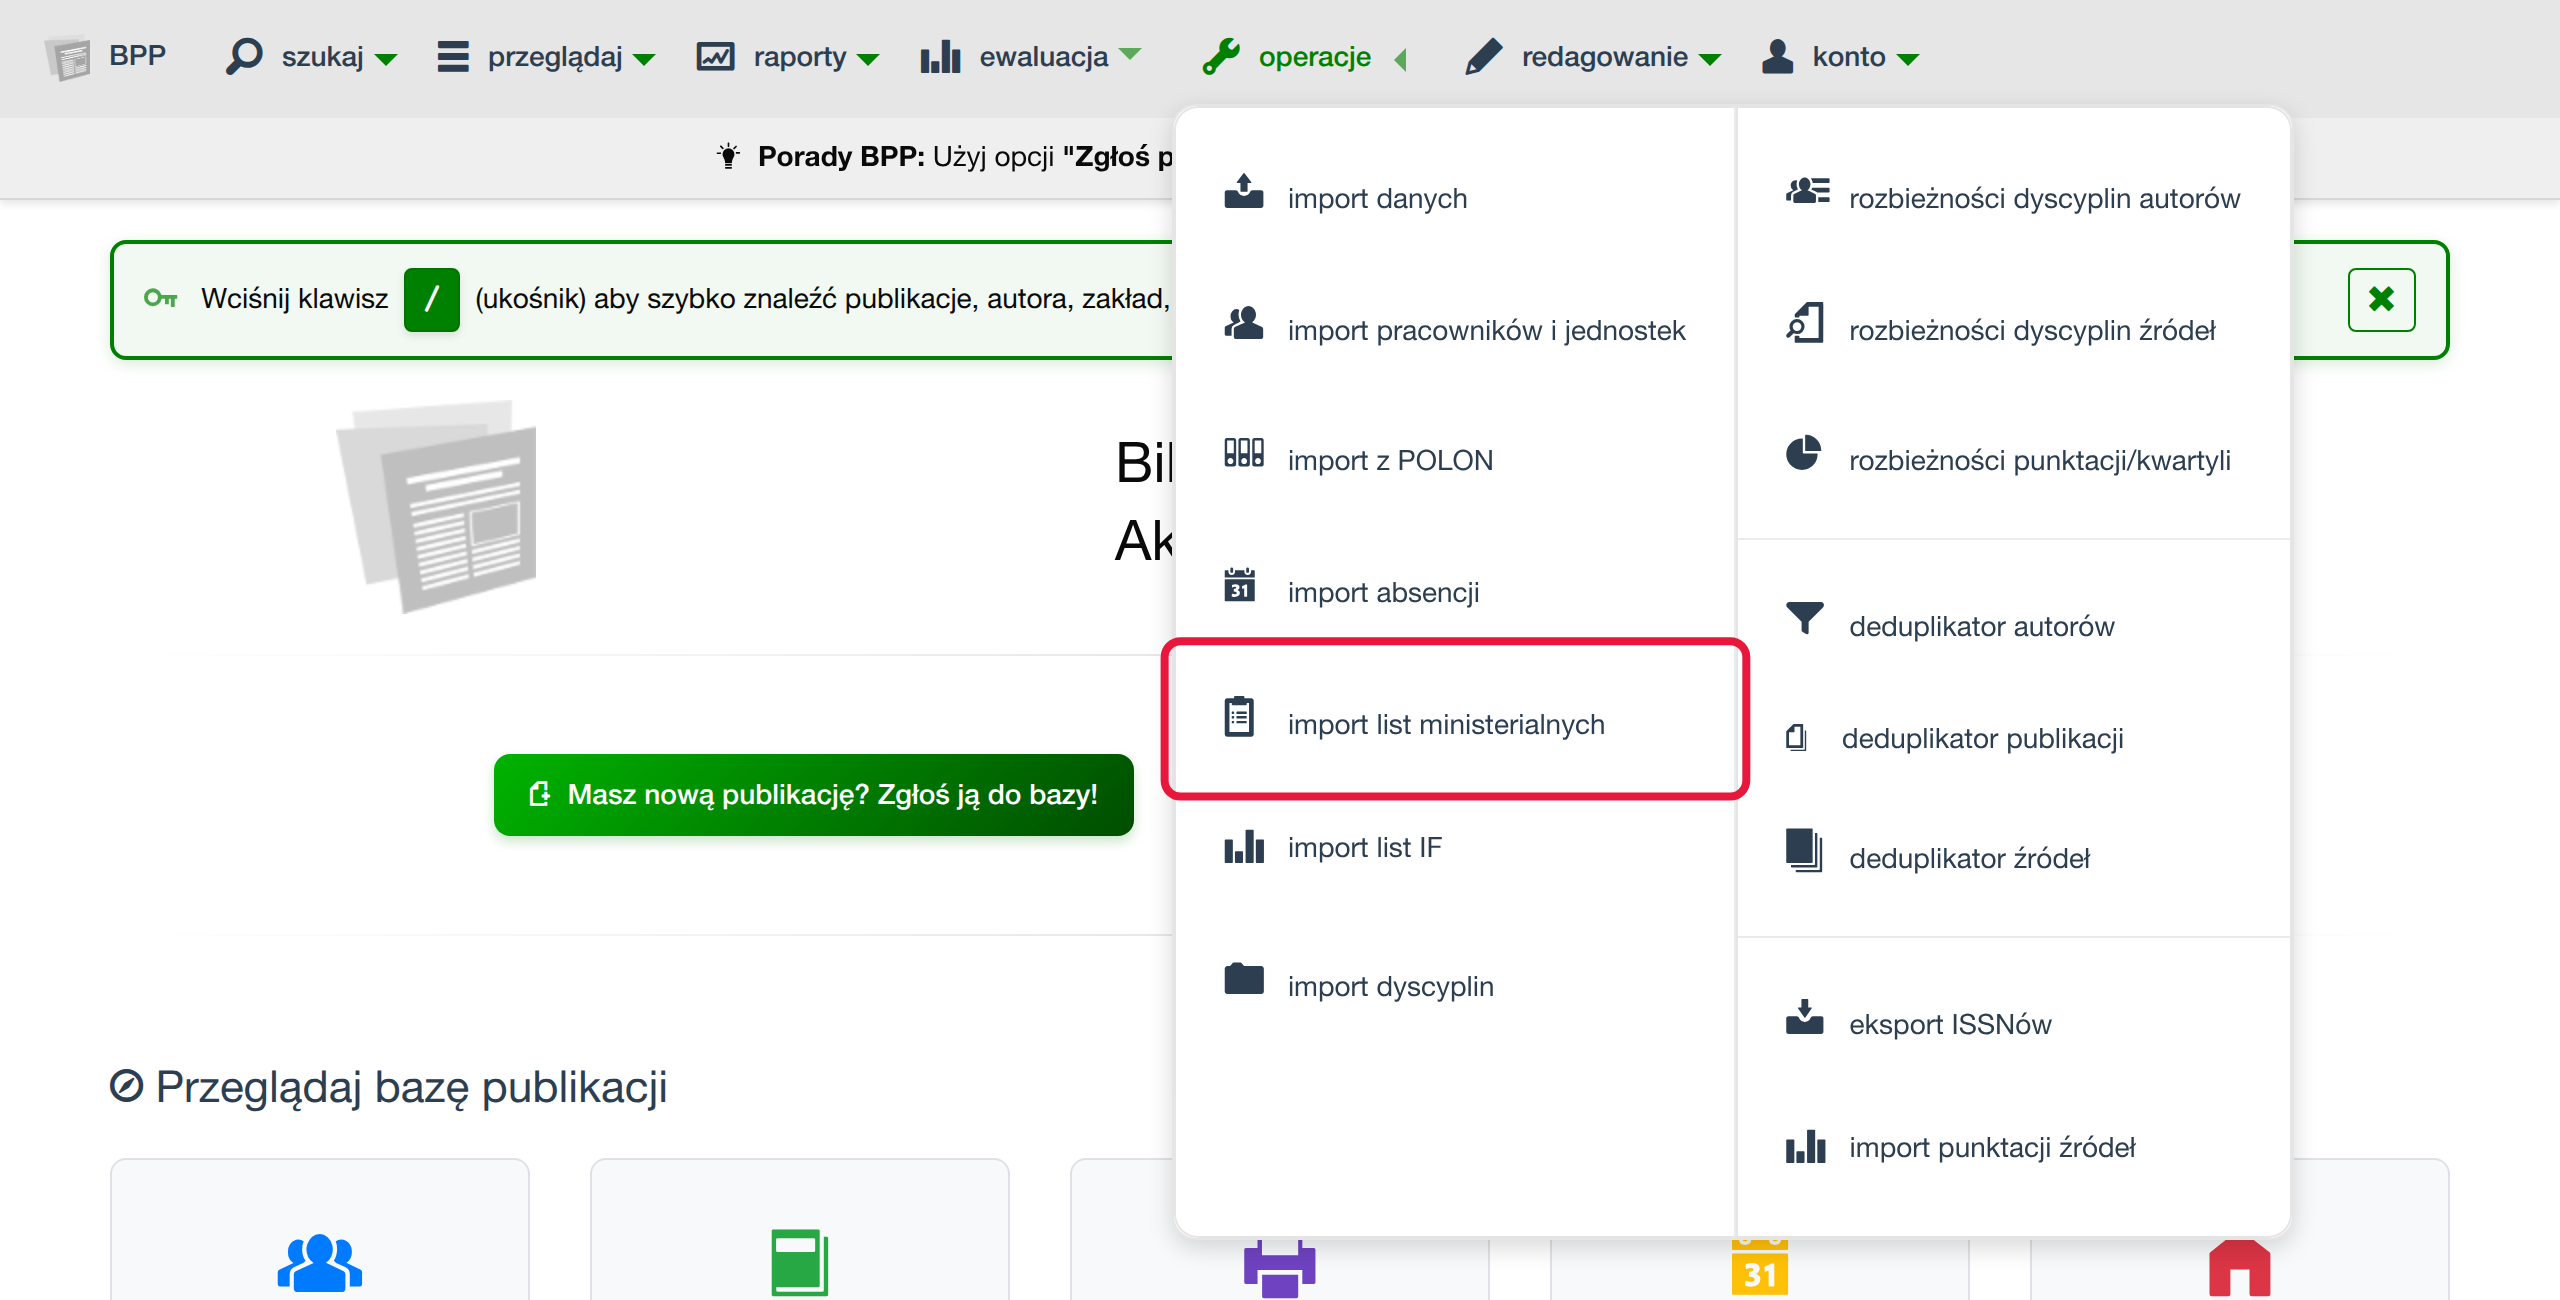 BPP szukaj przeglądaj raporty ewaluacja operacje redagowanie konto
Porady BPP: Użyj opcji "Zgłoś p
Wciśnij klawisz / (ukośnik) aby szybko znaleźć publikacje, autora, zakład,
Bil
Ak
Masz nową publikację? Zgłoś ją do bazy!
Przeglądaj bazę publikacji
import danych
import pracowników i jednostek
import z POLON
31
import absencji
import list ministerialnych
import list IF
import dyscyplin
rozbieżności dyscyplin autorów
rozbieżności dyscyplin źródeł
rozbieżności punktacji/kwartyli
deduplikator autorów
deduplikator publikacji
deduplikator źródeł
eksport ISSNów
import punktacji źródeł
31